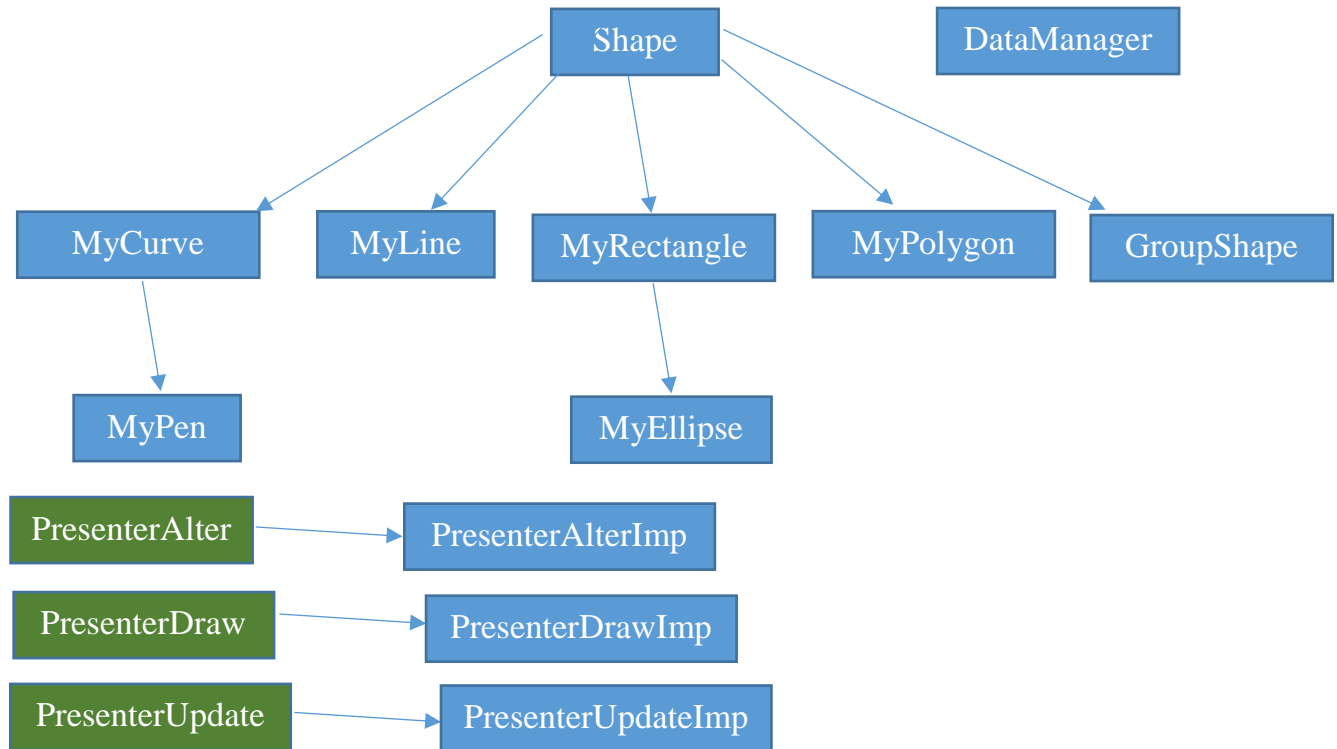 Shape
DataManager
MyCurve
MyLine
MyRectangle
MyPolygon
GroupShape
MyPen
MyEllipse
PresenterAlter
PresenterAlterImp
PresenterDraw
PresenterDrawImp
PresenterUpdate
PresenterUpdateImp